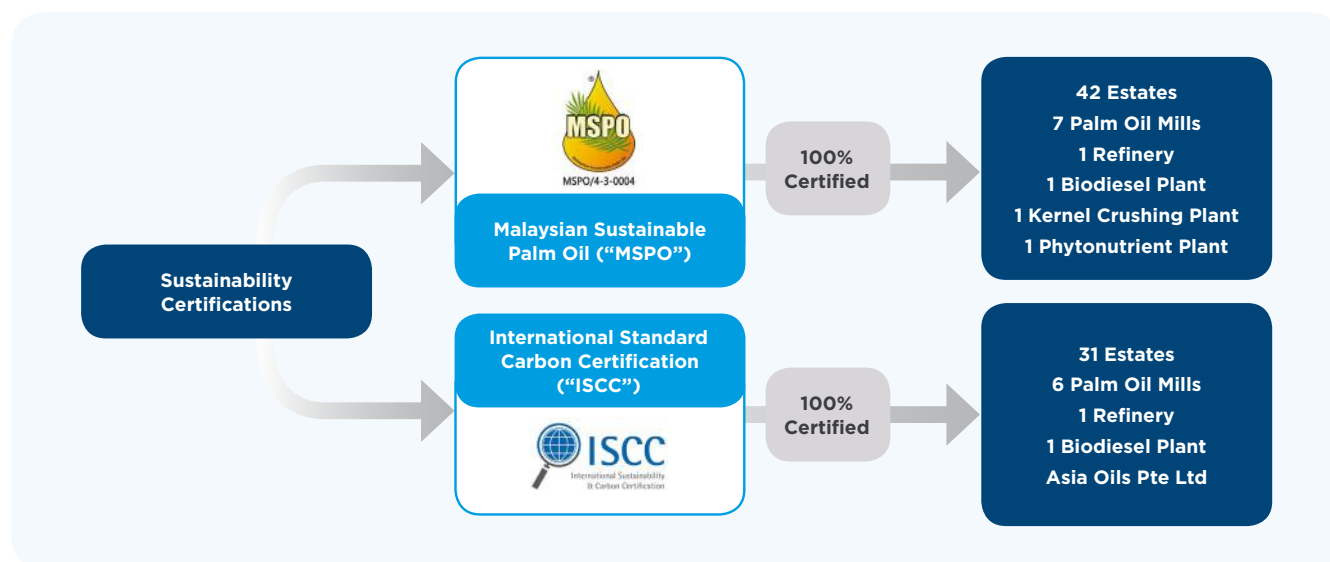 Sustainability
Certifications
®
MSPO
MSPO/4-3-0004
Malaysian Sustainable
Palm Oil (“MSPO”)
100%
Certified
42 Estates
7 Palm Oil Mills
1 Refinery
1 Biodiesel Plant
1 Kernel Crushing Plant
1 Phytonutrient Plant
International Standard
Carbon Certification
(“ISCC”)
ISCC
International Sustainability
& Carbon Certification
100%
Certified
31 Estates
6 Palm Oil Mills
1 Refinery
1 Biodiesel Plant
Asia Oils Pte Ltd